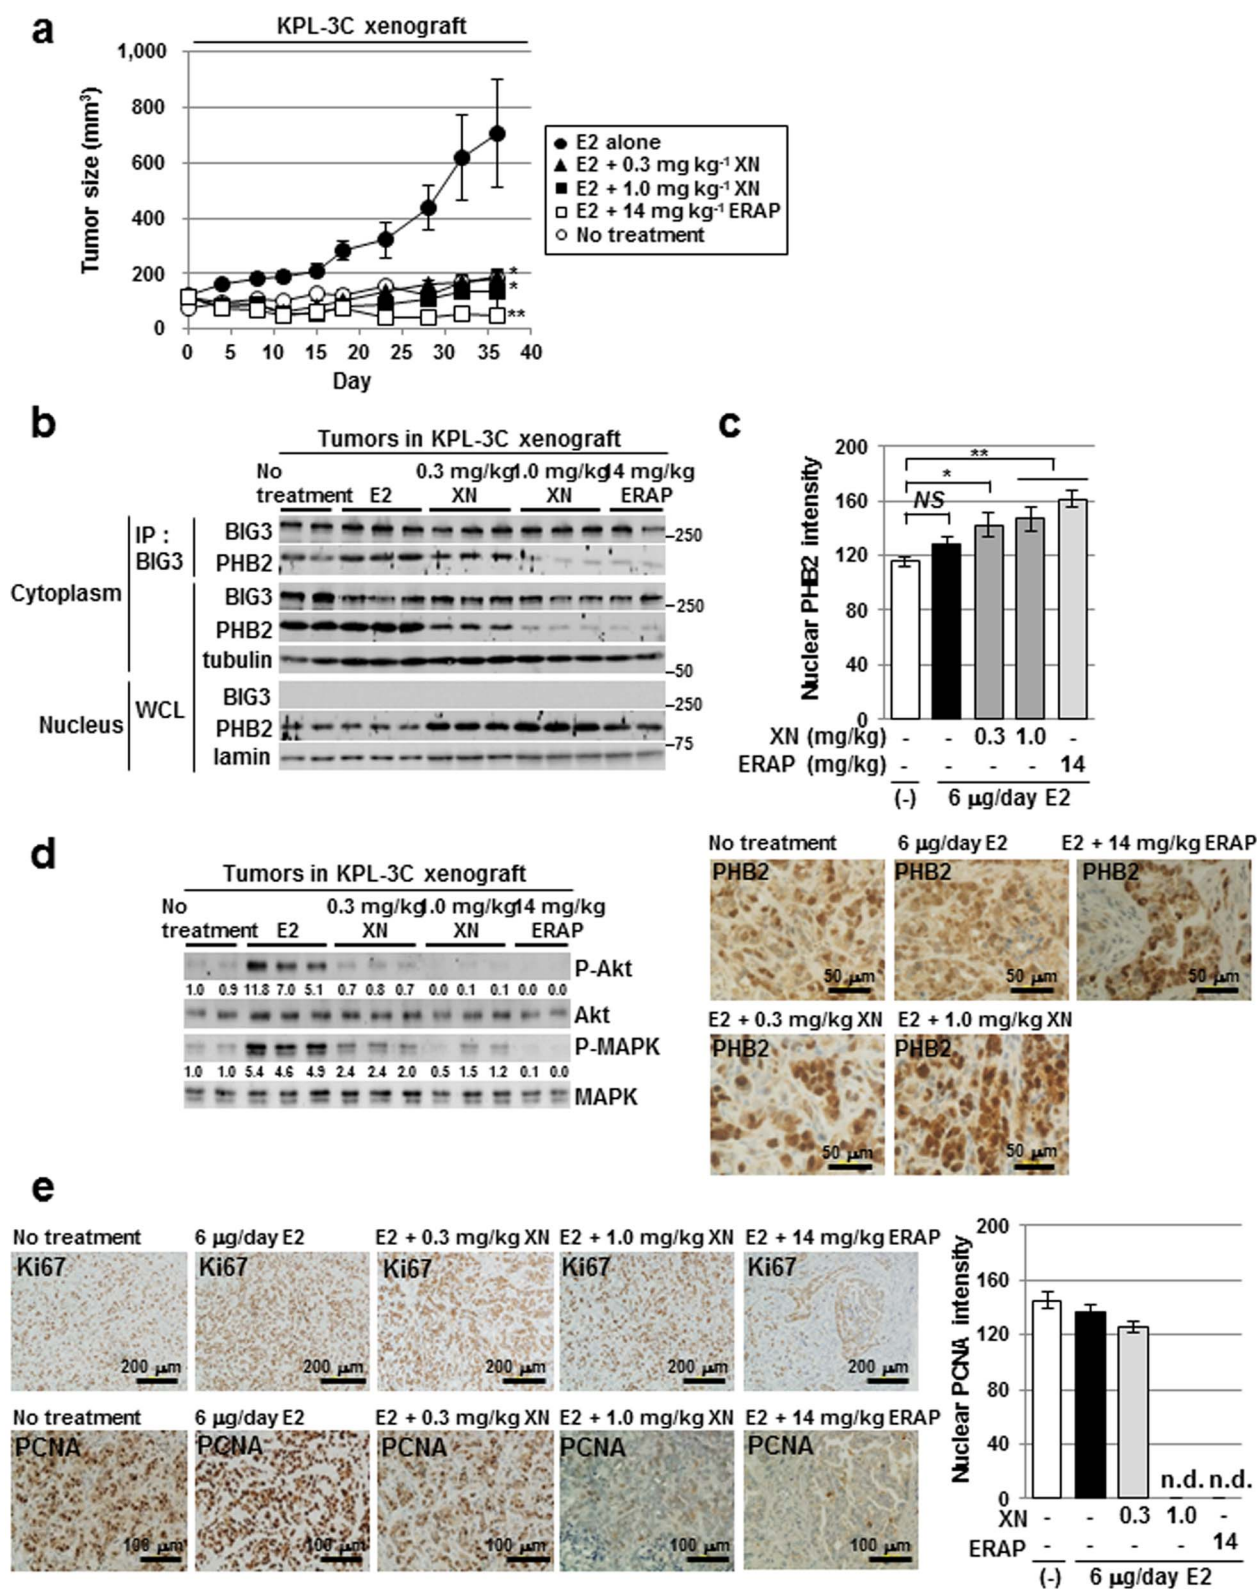 a
KPL-3C xenograft
1,000
800
600
400
200
0
Tumor size (mm³)
0 5 10 15 20 25 30 35 40
Day
*
*
**
E2 alone
E2 + 0.3 mg kg⁻¹ XN
E2 + 1.0 mg kg⁻¹ XN
E2 + 14 mg kg⁻¹ ERAP
No treatment
b
Tumors in KPL-3C xenograft
No treatment
E2
0.3 mg/kg XN
1.0 mg/kg XN
14 mg/kg ERAP
Cytoplasm
IP : BIG3
BIG3
–250
PHB2
BIG3
–250
PHB2
tubulin
–50
Nucleus
WCL
BIG3
–250
PHB2
–75
lamin
c
200
160
120
80
40
0
Nuclear PHB2 intensity
NS
*
**
XN (mg/kg) - - 0.3 1.0 -
ERAP (mg/kg) - - - - 14
(-) 6 µg/day E2
No treatment
PHB2
50 µm
6 µg/day E2
PHB2
50 µm
E2 + 14 mg/kg ERAP
PHB2
50 µm
E2 + 0.3 mg/kg XN
PHB2
50 µm
E2 + 1.0 mg/kg XN
PHB2
50 µm
d
Tumors in KPL-3C xenograft
No treatment
E2
0.3 mg/kg XN
1.0 mg/kg XN
14 mg/kg ERAP
P-Akt
1.0 0.9 11.8 7.0 5.1 0.7 0.8 0.7 0.0 0.1 0.1 0.0 0.0
Akt
P-MAPK
1.0 1.0 5.4 4.6 4.9 2.4 2.4 2.0 0.5 1.5 1.2 0.1 0.0
MAPK
e
No treatment
Ki67
200 µm
6 µg/day E2
Ki67
200 µm
E2 + 0.3 mg/kg XN
Ki67
200 µm
E2 + 1.0 mg/kg XN
Ki67
200 µm
E2 + 14 mg/kg ERAP
Ki67
200 µm
No treatment
PCNA
100 µm
6 µg/day E2
PCNA
100 µm
E2 + 0.3 mg/kg XN
PCNA
100 µm
E2 + 1.0 mg/kg XN
PCNA
100 µm
E2 + 14 mg/kg ERAP
PCNA
100 µm
200
160
120
80
40
0
Nuclear PCNA intensity
n.d. n.d.
XN - - 0.3 1.0 -
ERAP - - - - 14
(-) 6 µg/day E2